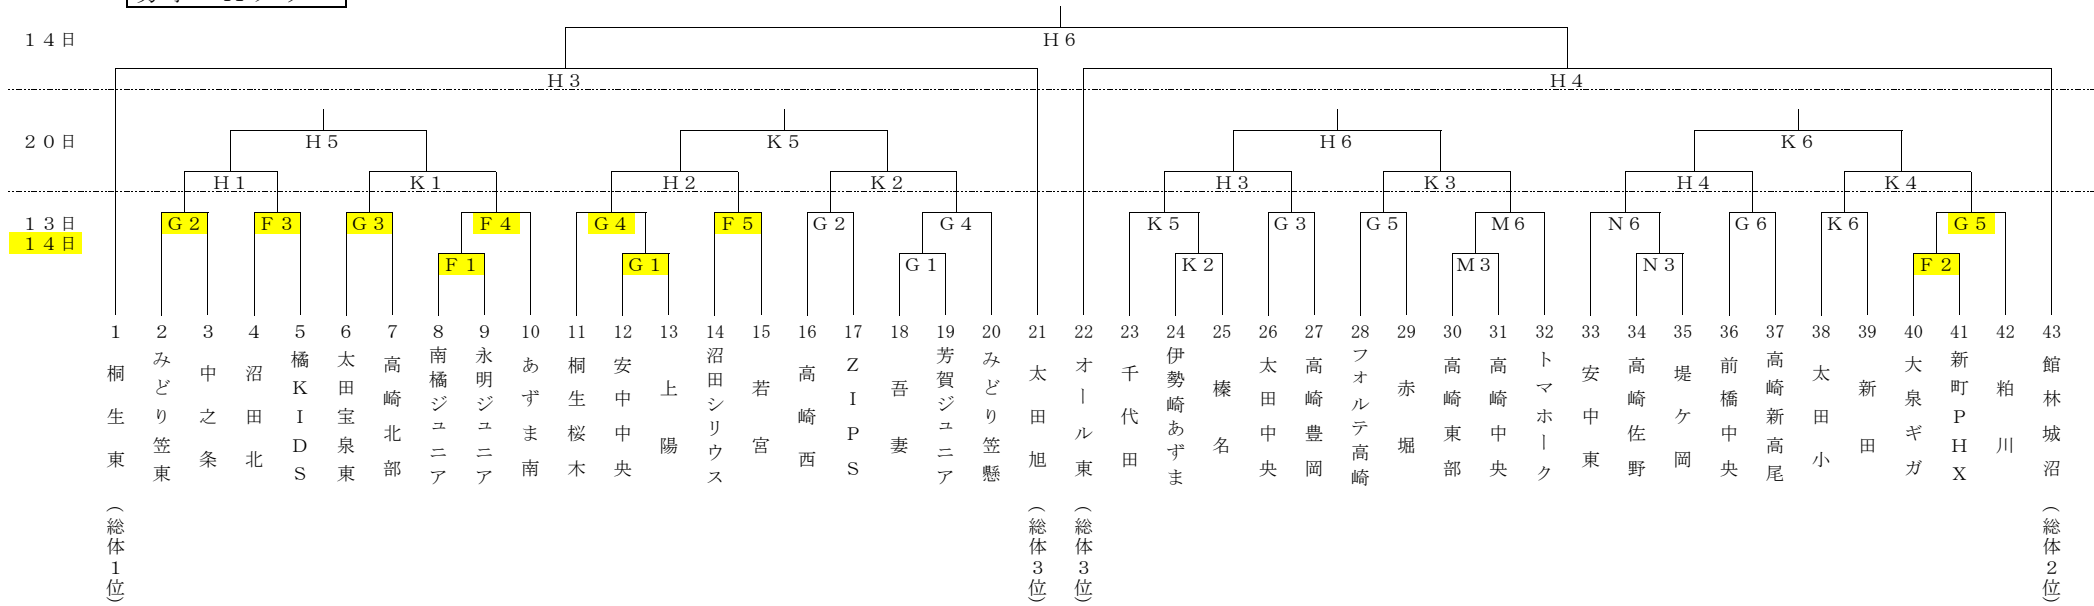 １４日
Ｈ６
Ｈ３
Ｈ４
２０日
Ｈ５
Ｋ５
Ｈ６
Ｋ６
Ｈ１
Ｋ１
Ｈ２
Ｋ２
Ｈ３
Ｋ３
Ｈ４
Ｋ４
１３日
Ｇ２
Ｆ３
Ｇ３
Ｆ４
Ｇ４
Ｆ５
Ｇ２
Ｇ４
Ｋ５
Ｇ３
Ｇ５
Ｍ６
Ｎ６
Ｇ６
Ｋ６
Ｇ５
１４日
Ｆ１
Ｇ１
Ｇ１
Ｋ２
Ｍ３
Ｎ３
Ｆ２
1
桐生東
（総体１位）
2
みどり笠東
3
中之条
4
沼田北
5
橘ＫＩＤＳ
6
太田宝泉東
7
高崎北部
8
南橘ジュニア
9
永明ジュニア
10
あずま南
11
桐生桜木
12
安中中央
13
上陽
14
沼田シリウス
15
若宮
16
高崎西
17
ＺＩＰＳ
18
吾妻
19
芳賀ジュニア
20
みどり笠懸
21
太田旭
（総体３位）
22
オール東
（総体３位）
23
千代田
24
伊勢崎あずま
25
榛名
26
太田中央
27
高崎豊岡
28
フォルテ高崎
29
赤堀
30
高崎東部
31
高崎中央
32
トマホーク
33
安中東
34
高崎佐野
35
堤ケ岡
36
前橋中央
37
高崎新高尾
38
太田小
39
新田
40
大泉ギガ
41
新町ＰＨＸ
42
粕川
43
館林城沼
（総体２位）